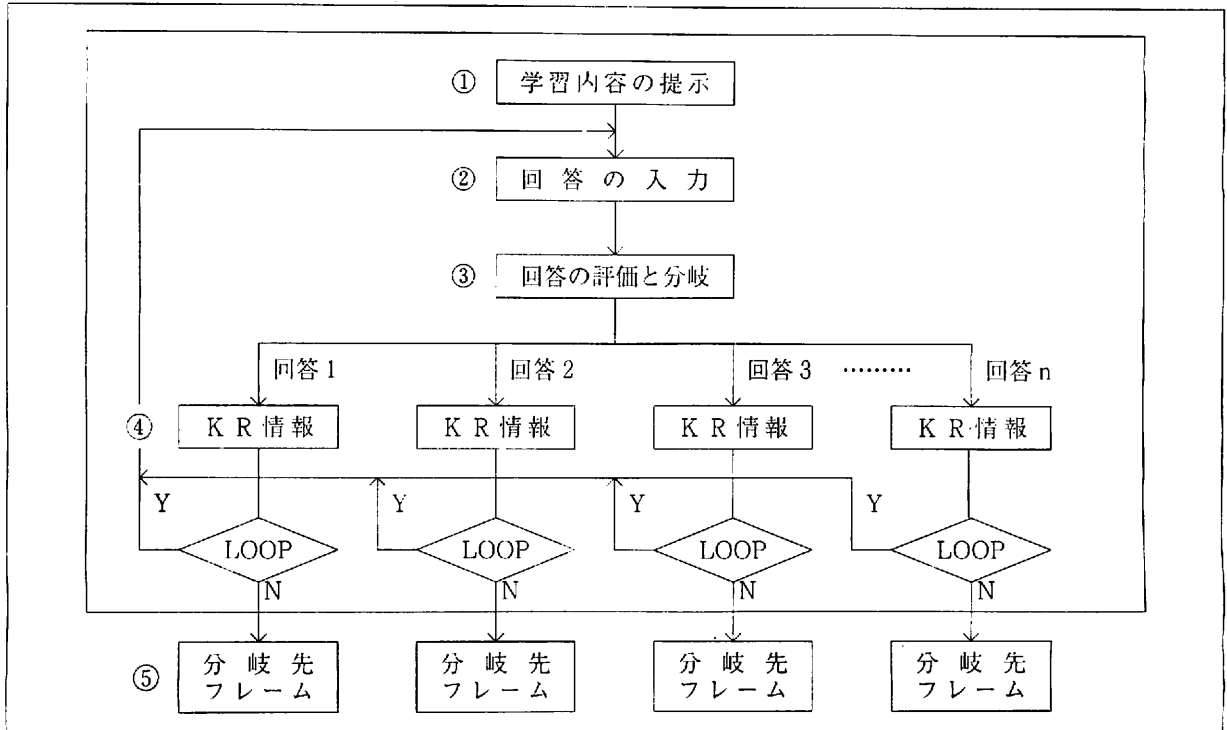 ① 学習内容の提示
② 回答の入力
③ 回答の評価と分岐
回答1 回答2 回答3 ……… 回答n
④ KR情報 KR情報 KR情報 KR情報
Y Y Y Y
LOOP LOOP LOOP LOOP
N N N N
⑤ 分岐先 分岐先 分岐先 分岐先
フレーム フレーム フレーム フレーム